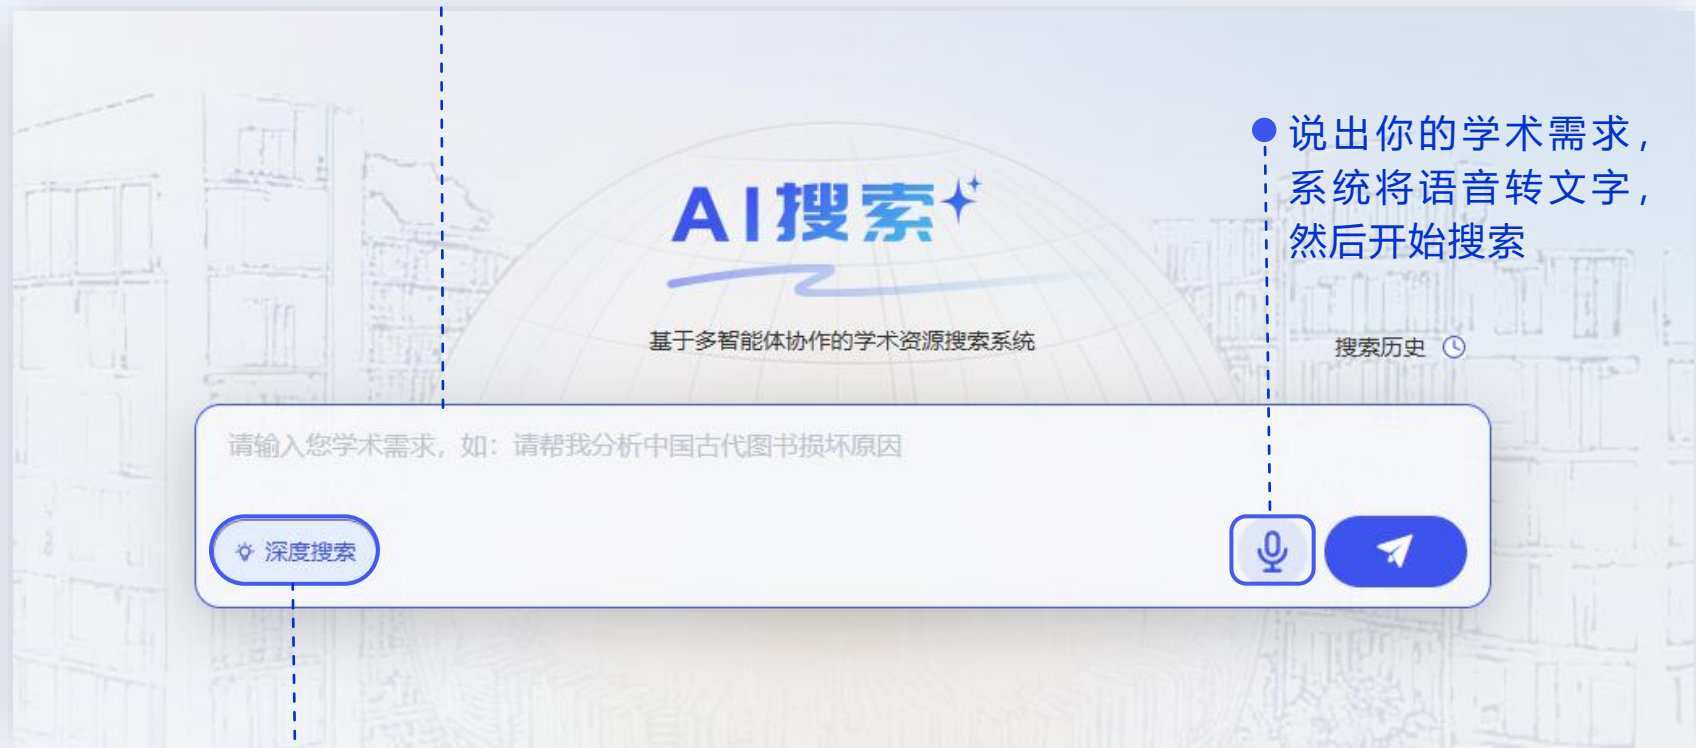 说出你的学术需求，
系统将语音转文字，
然后开始搜索
AI搜索
基于多智能体协作的学术资源搜索系统
搜索历史
请输入您学术需求，如：请帮我分析中国古代图书损坏原因
深度搜索